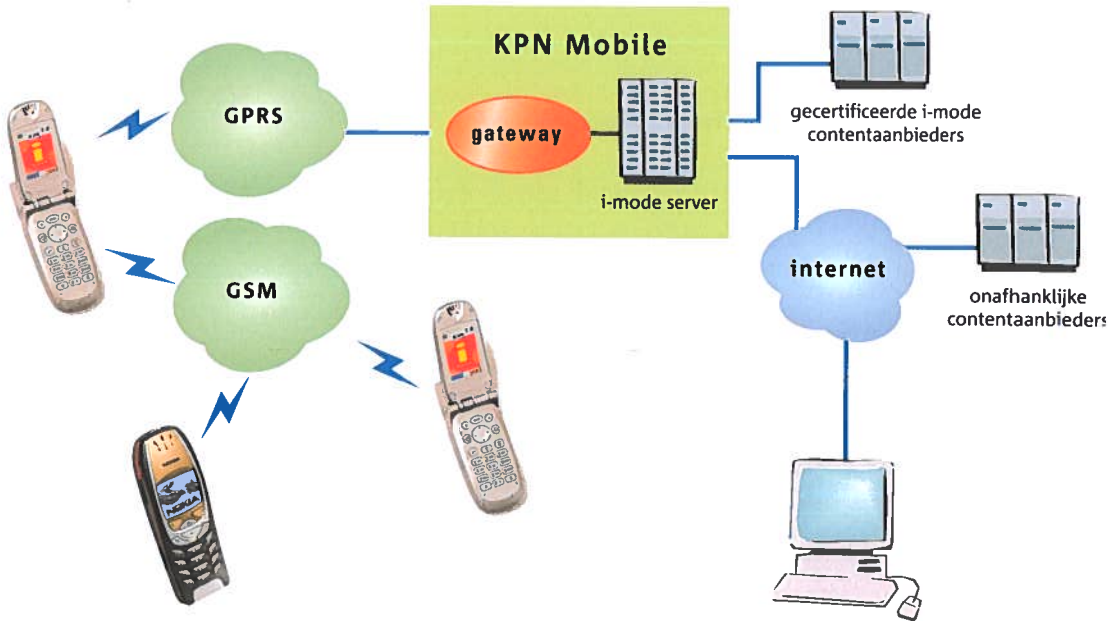 KPN Mobile
GPRS
gateway
i-mode server
gecertificeerde i-mode
contentaanbieders
GSM
internet
onafhanklijke
contentaanbieders
NOKIA